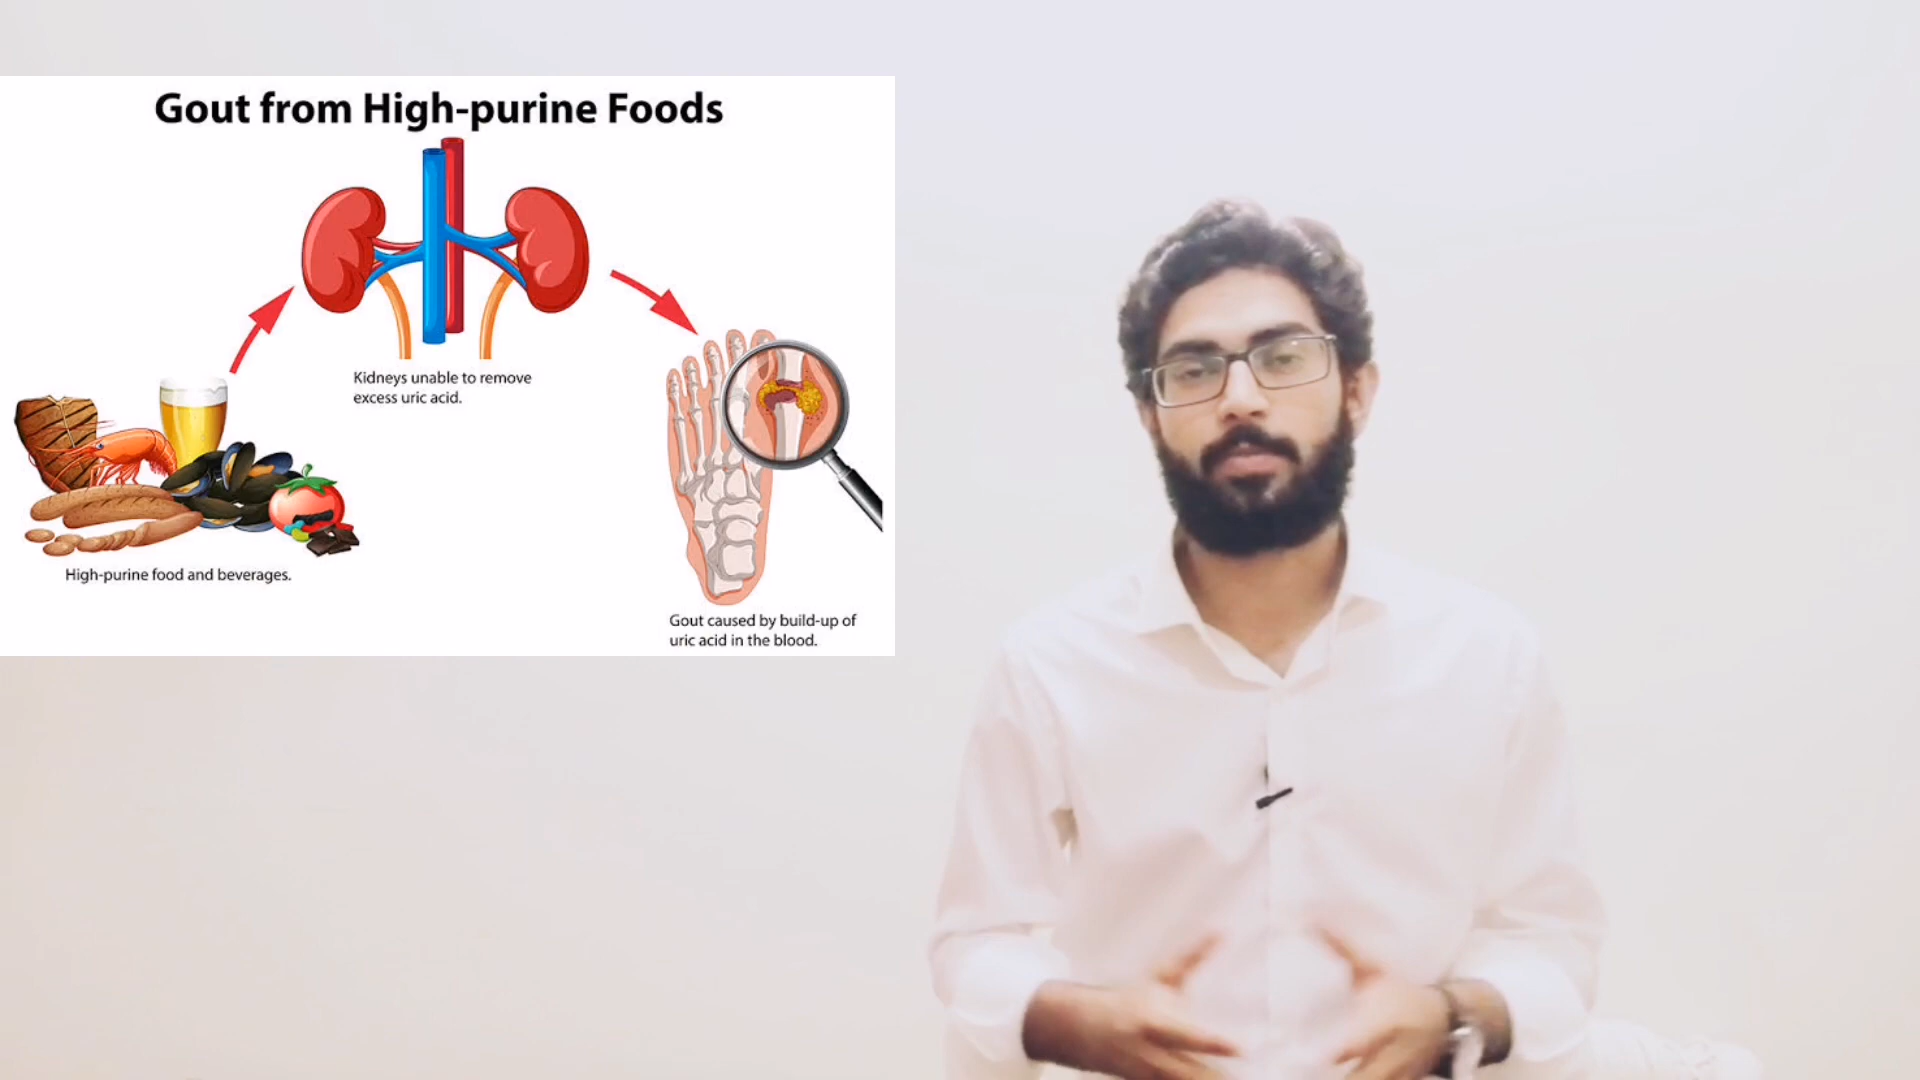 Gout from High-purine Foods
Kidneys unable to remove
excess uric acid.
High-purine food and beverages.
Gout caused by build-up of
uric acid in the blood.